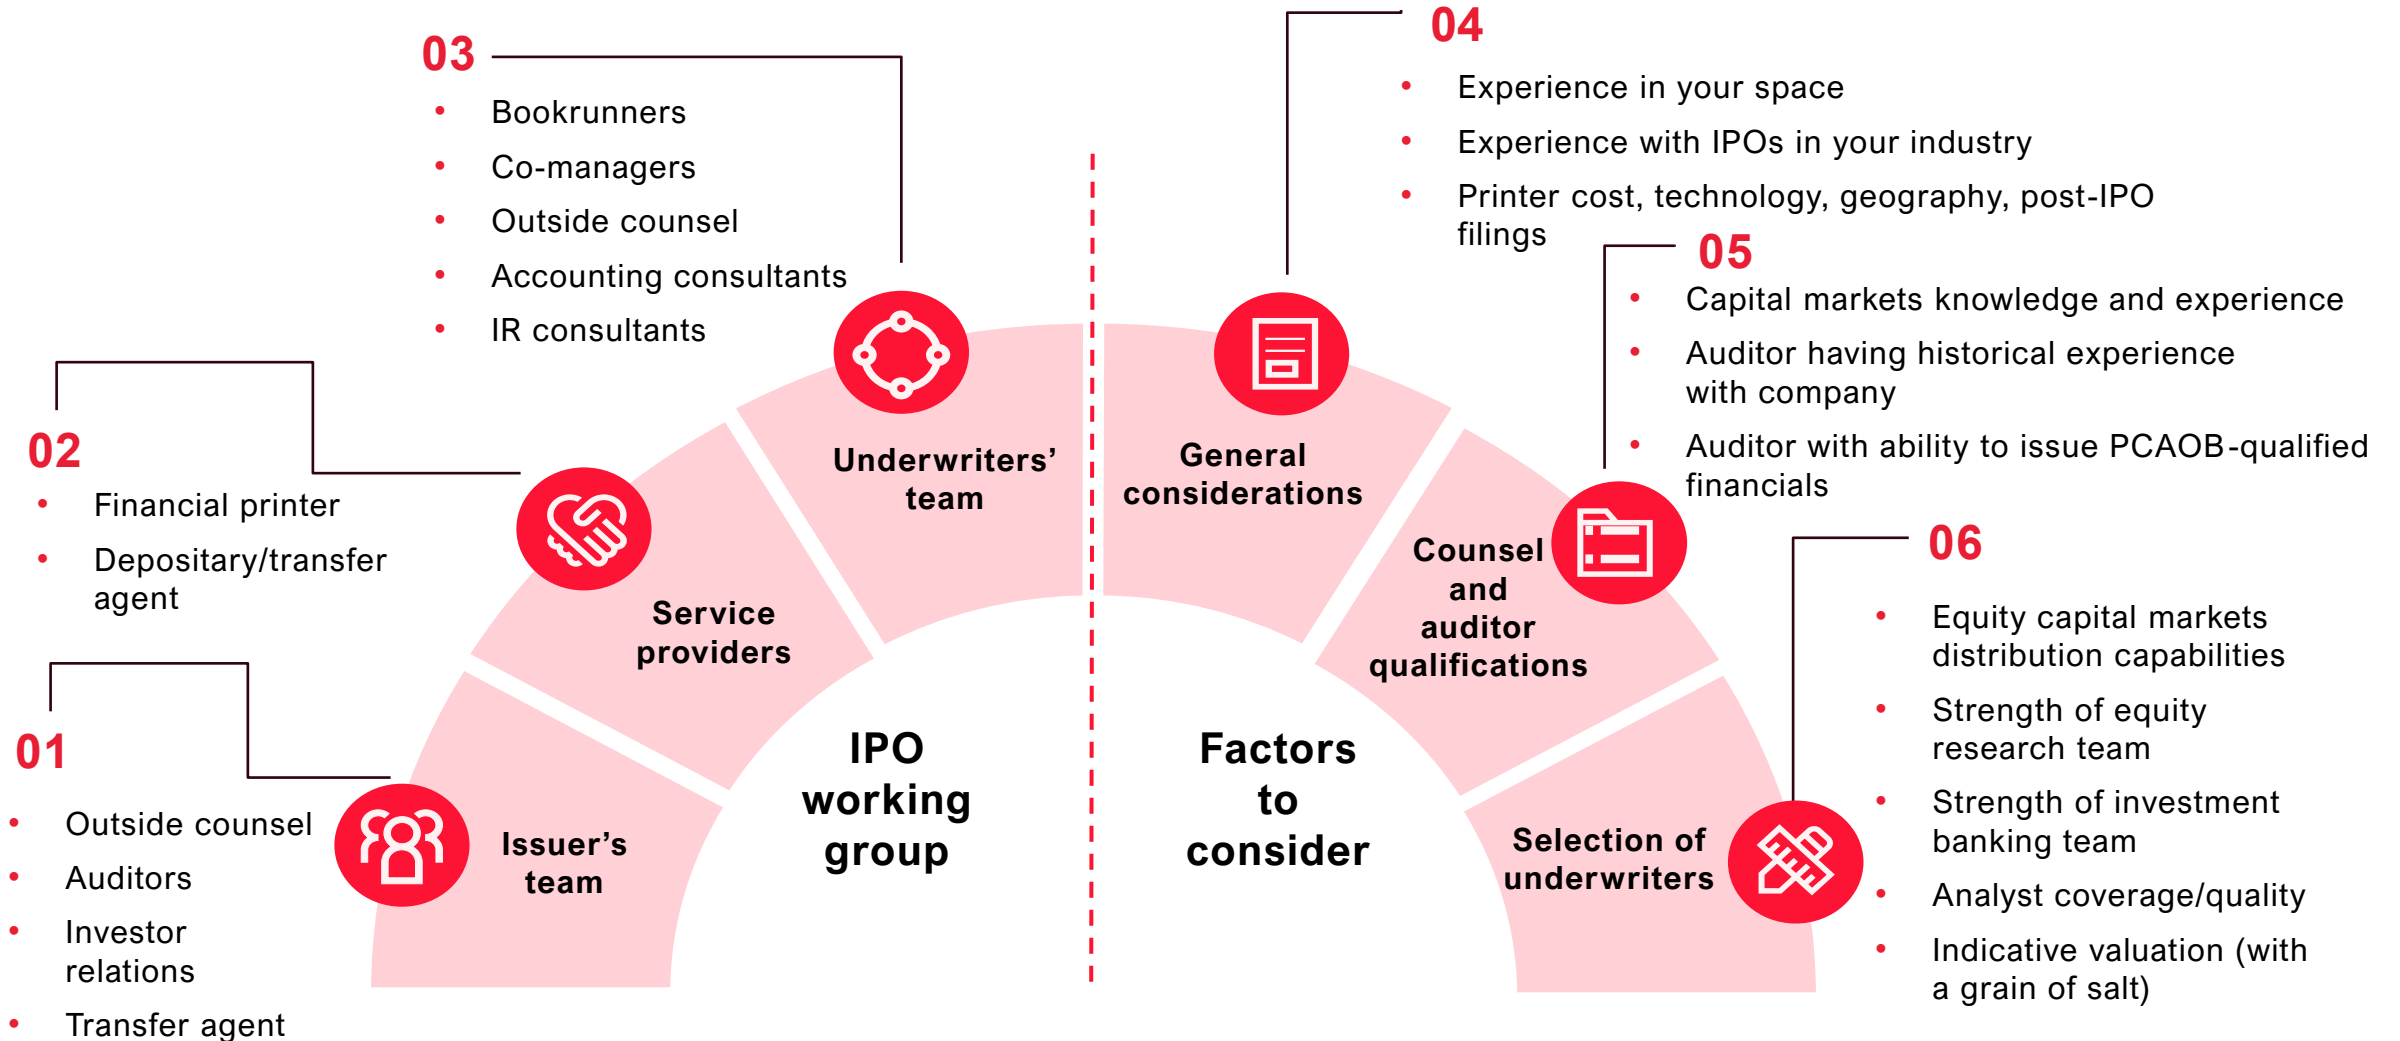 01
Outside counsel
Auditors
Investor
relations
Transfer agent
02
Financial printer
Depositary/transfer
agent
03
Bookrunners
Co-managers
Outside counsel
Accounting consultants
IR consultants
04
Experience in your space
Experience with IPOs in your industry
Printer cost, technology, geography, post-IPO
filings
05
Capital markets knowledge and experience
Auditor having historical experience
with company
Auditor with ability to issue PCAOB-qualified
financials
06
Equity capital markets
distribution capabilities
Strength of equity
research team
Strength of investment
banking team
Analyst coverage/quality
Indicative valuation (with
a grain of salt)
Issuer’s
team
Service
providers
Underwriters’
team
General
considerations
Counsel
and
auditor
qualifications
Selection of
underwriters
IPO
working
group
Factors
to
consider